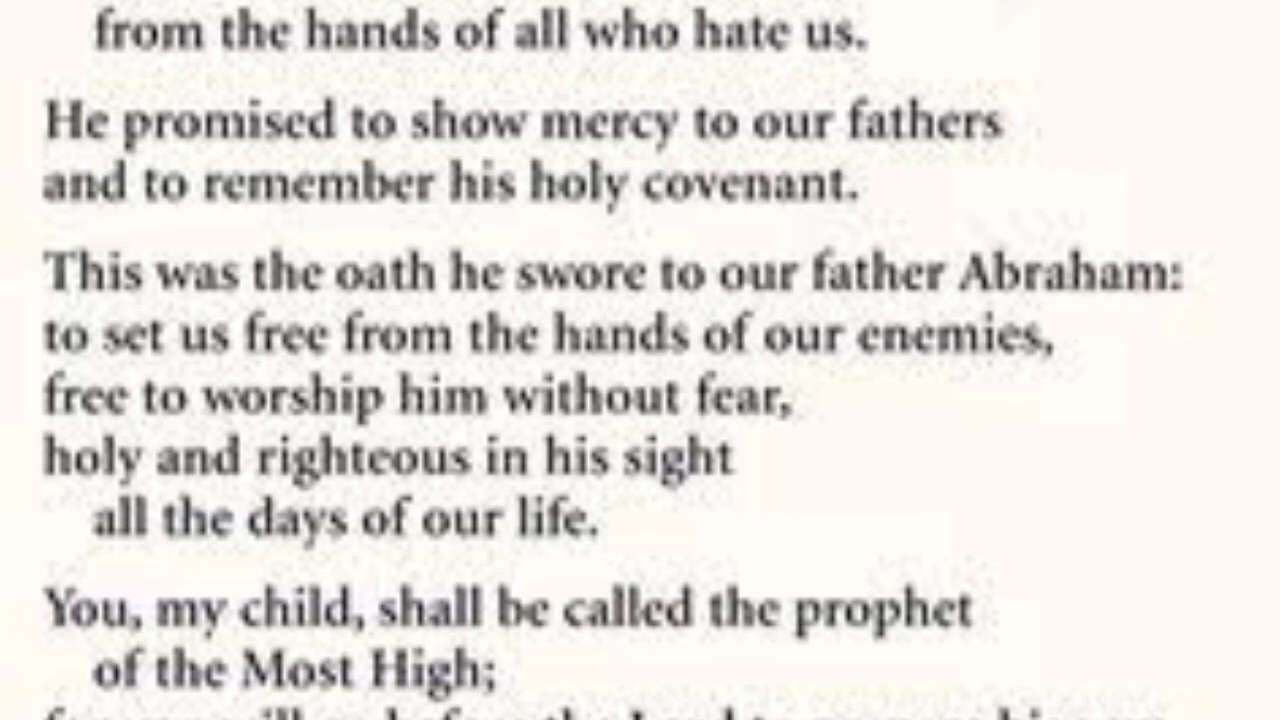 from the hands of all who hate us.
He promised to show mercy to our fathers
and to remember his holy covenant.
This was the oath he swore to our father Abraham:
to set us free from the hands of our enemies,
free to worship him without fear,
holy and righteous in his sight
all the days of our life.
You, my child, shall be called the prophet
of the Most High;